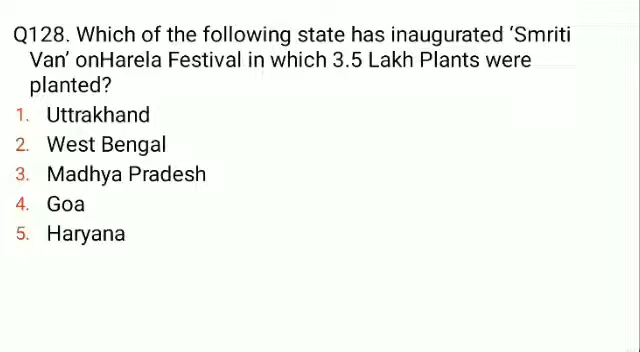 Q128. Which of the following state has inaugurated ‘Smriti
Van’ onHarela Festival in which 3.5 Lakh Plants were
planted?
1. Uttrakhand
2. West Bengal
3. Madhya Pradesh
4. Goa
5. Haryana